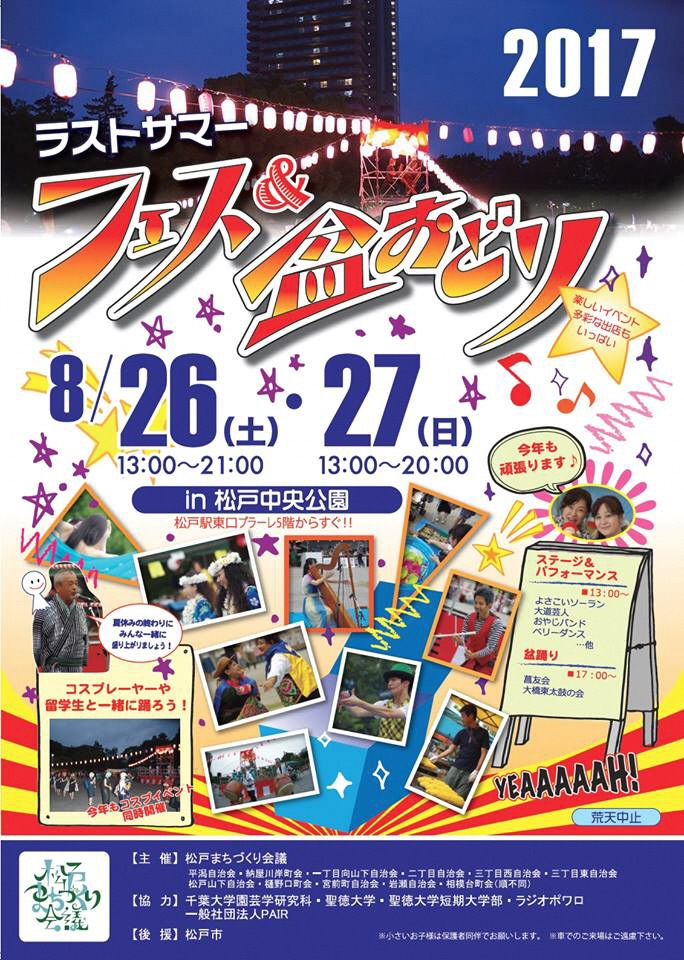 2017
ラストサマー
フェス&盆おどり
楽しいイベント
多彩な出店も
いっぱい
8/26(土)・27(日)
13:00～21:00 13:00～20:00
in 松戸中央公園
松戸駅東口プラーレ5階からすぐ!!
今年も
頑張ります♪
ステージ&
パフォーマンス
■13:00～
よさこいソーラン
大道芸人
おやじバンド
ベリーダンス
…他
盆踊り
■17:00～
菖友会
大橋東太鼓の会
夏休みの終わりに
みんな一緒に
盛り上がりましょう!
コスプレーヤーや
留学生と一緒に踊ろう!
今年もコスプイベント
同時開催
YEAAAAAH!
荒天中止
松戸まちづくり会議
【主 催】松戸まちづくり会議
平潟自治会・納屋川岸町会・一丁目向山下自治会・二丁目自治会・三丁目西自治会・三丁目東自治会
松戸山下自治会・樋野口町会・宮前町自治会・岩瀬自治会・相模台町会(順不同)
【協 力】千葉大学園芸学研究科・聖徳大学・聖徳大学短期大学部・ラジオポワロ
一般社団法人PAIR
【後 援】松戸市
※小さいお子様は保護者同伴でお願いします。 ※車でのご来場はご遠慮下さい。